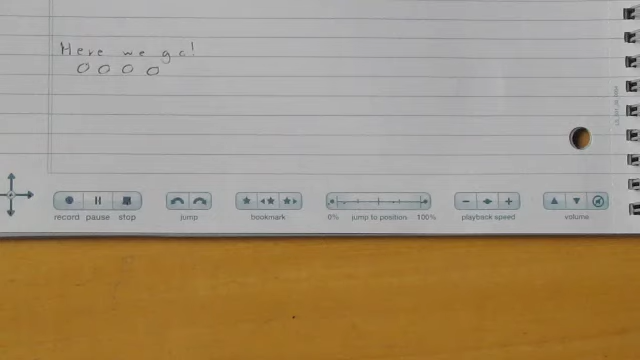 Here we go!
O O O O
record pause stop jump bookmark 0% jump to position 100% playback speed volume